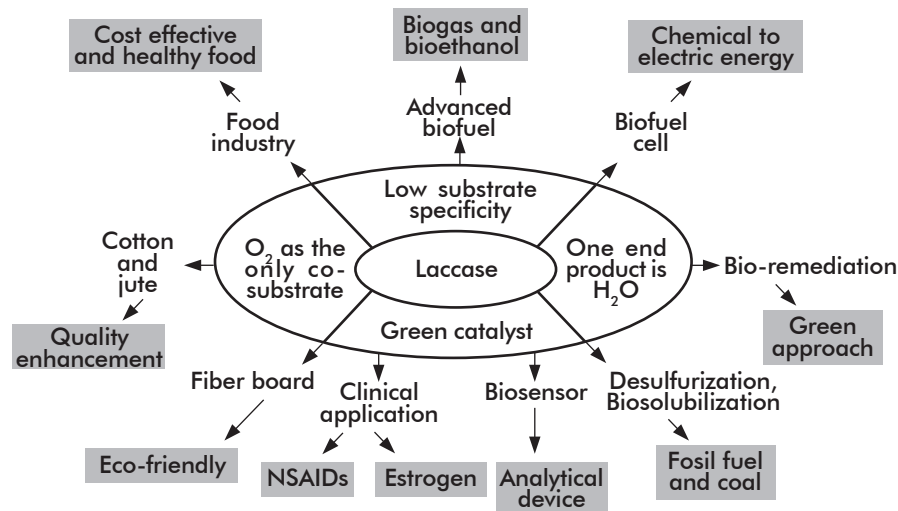 Cost effective
and healthy food
Biogas and
bioethanol
Chemical to
electric energy
Food
industry
Advanced
biofuel
Biofuel
cell
Low substrate
specificity
Cotton
and
jute
O2 as the
only co-
substrate
Laccase
One end
product is
H2O
Bio-remediation
Quality
enhancement
Green catalyst
Green
approach
Fiber board
Clinical
application
Biosensor
Desulfurization,
Biosolubilization
Eco-friendly
NSAIDs
Estrogen
Analytical
device
Fosil fuel
and coal